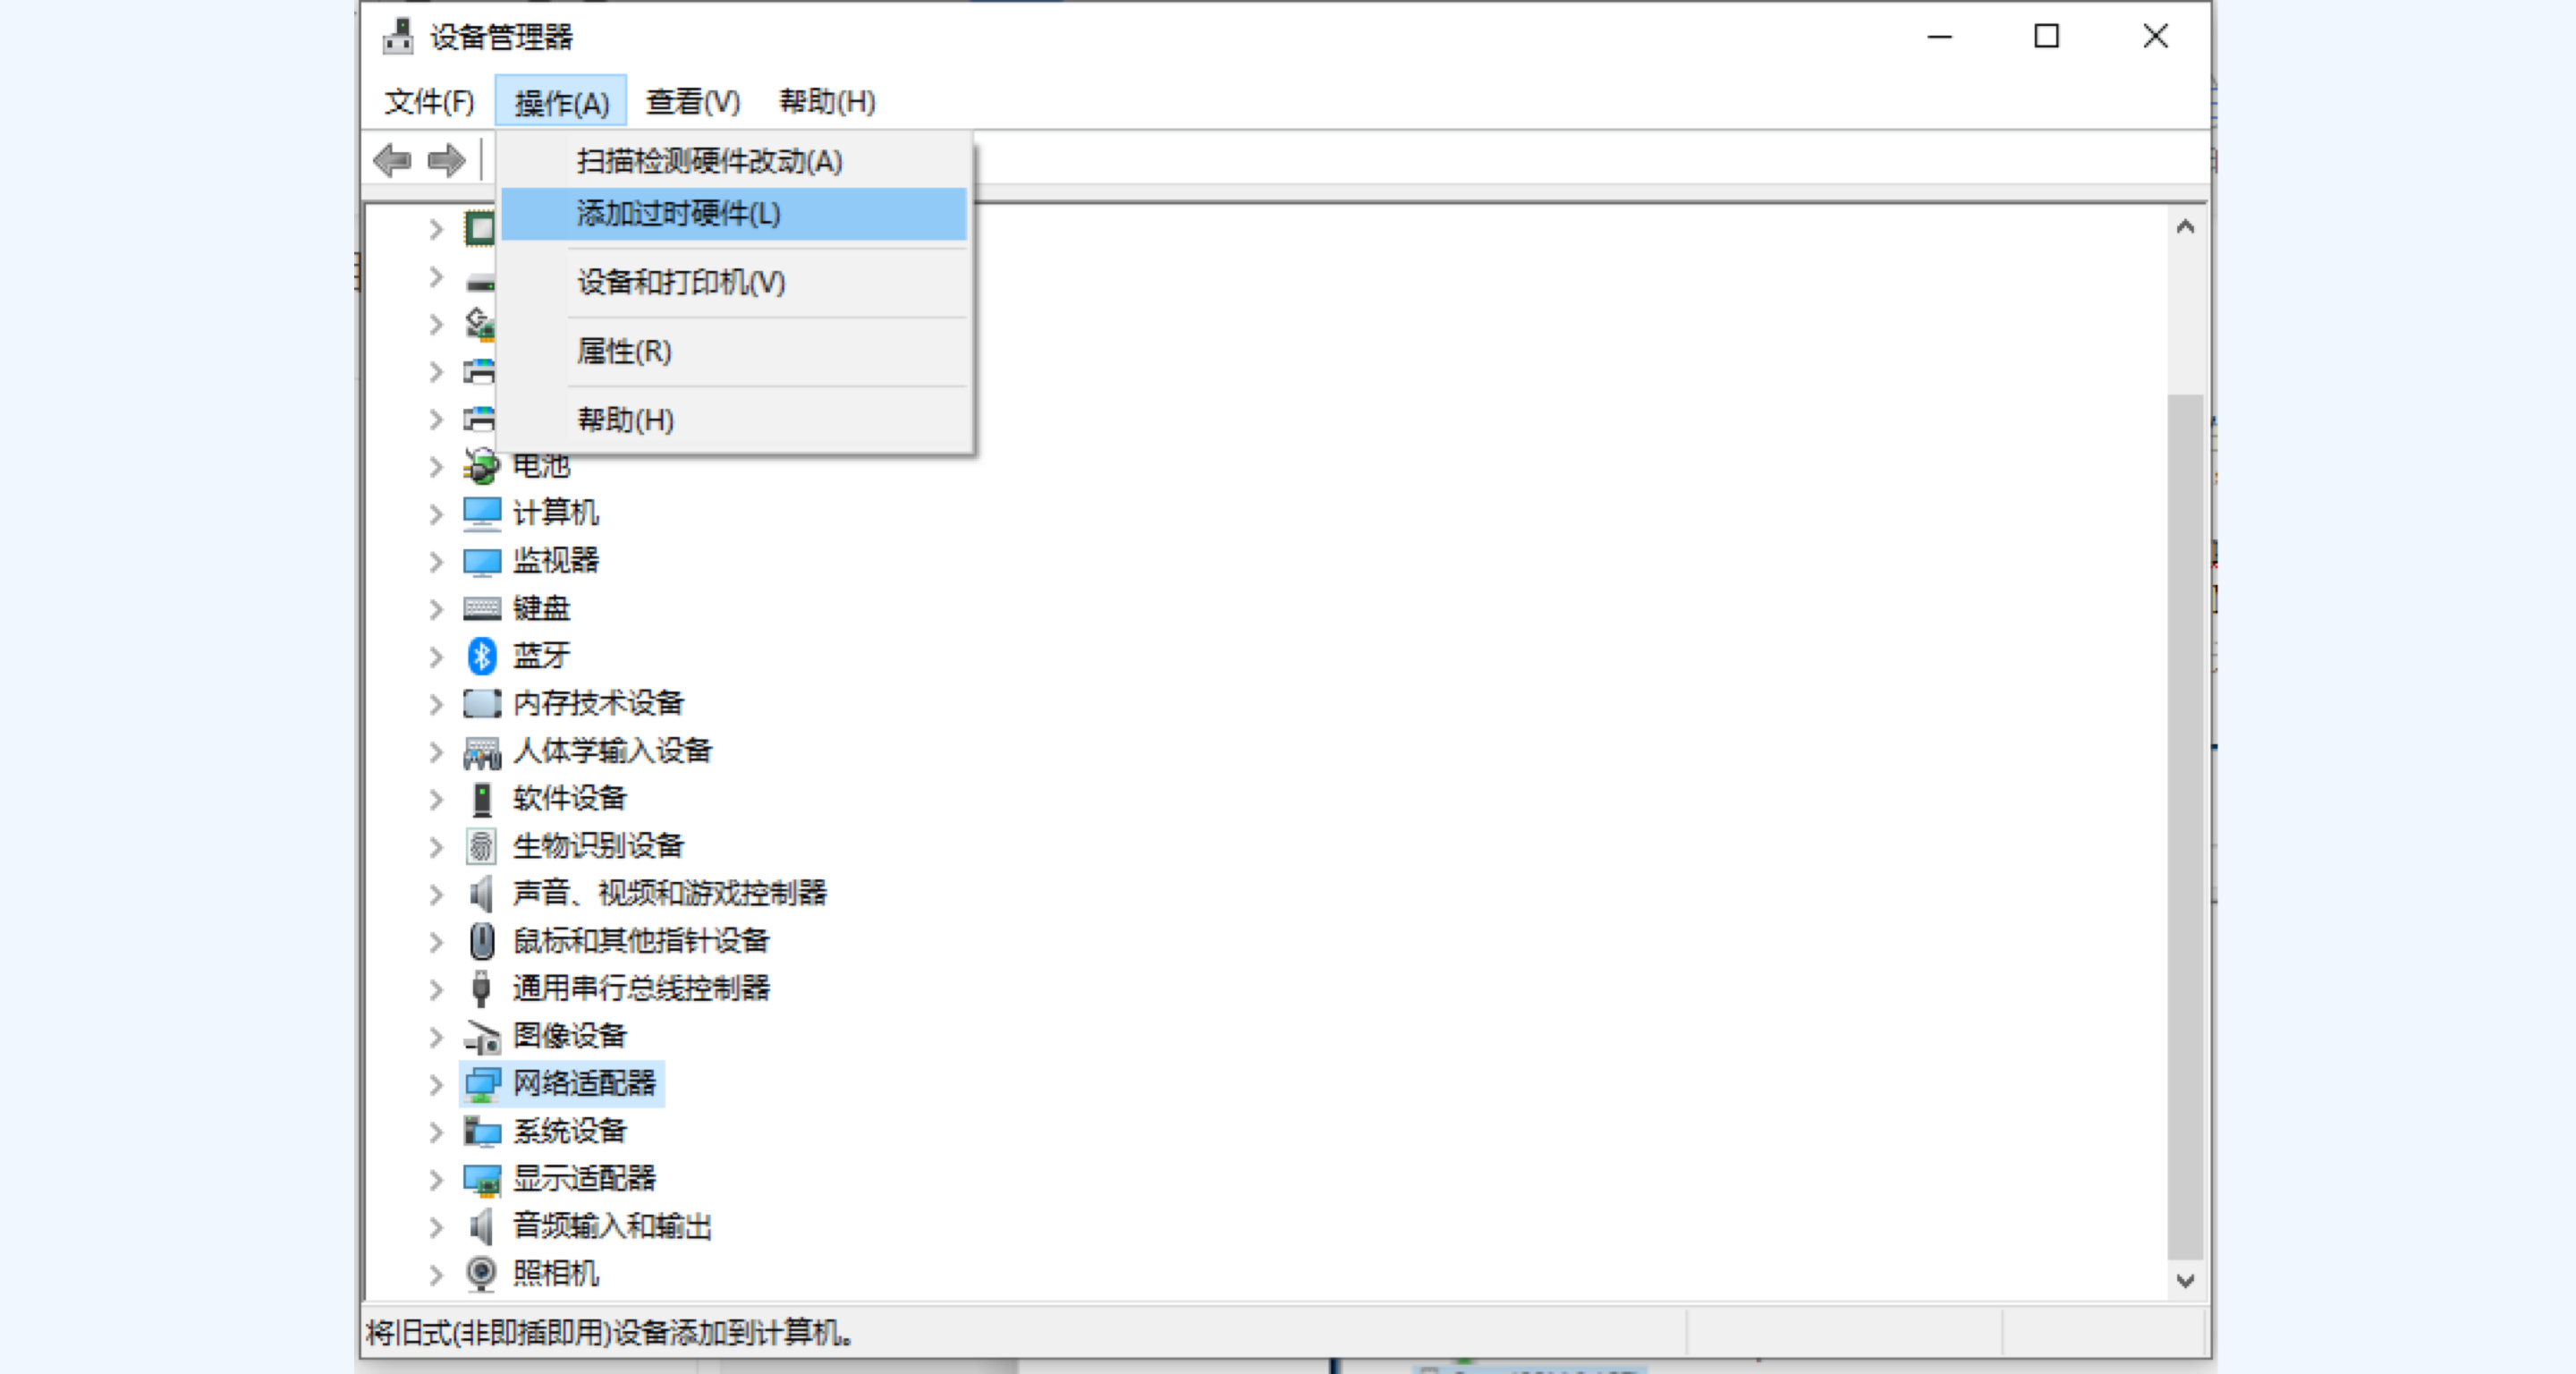 设备管理器
文件(F) 操作(A) 查看(V) 帮助(H)
扫描检测硬件改动(A)
添加过时硬件(L)
设备和打印机(V)
属性(R)
帮助(H)
电池
计算机
监视器
键盘
蓝牙
内存技术设备
人体学输入设备
软件设备
生物识别设备
声音、视频和游戏控制器
鼠标和其他指针设备
通用串行总线控制器
图像设备
网络适配器
系统设备
显示适配器
音频输入和输出
照相机
将旧式(非即插即用)设备添加到计算机。